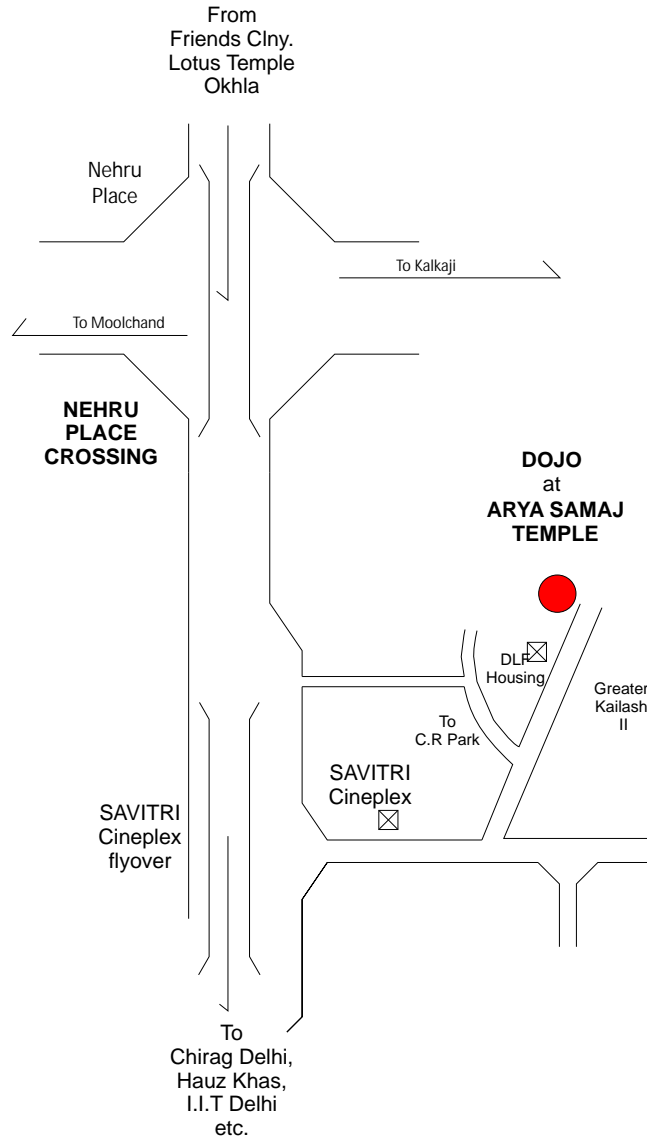 From
Friends Clny.
Lotus Temple
Okhla
Nehru
Place
To Kalkaji
To Moolchand
NEHRU
PLACE
CROSSING
DOJO
at
ARYA SAMAJ
TEMPLE
DLF
Housing
Greater
Kailash
II
To
C.R Park
SAVITRI
Cineplex
SAVITRI
Cineplex
flyover
To
Chirag Delhi,
Hauz Khas,
I.I.T Delhi
etc.